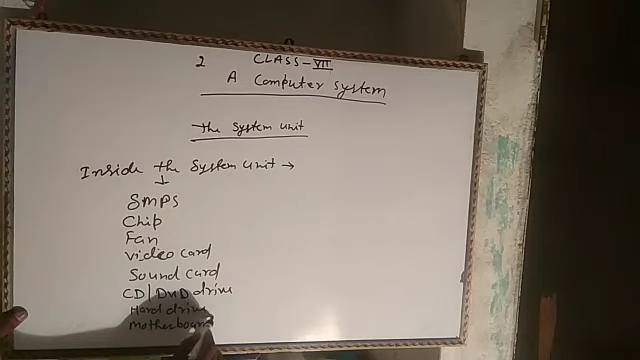 2 CLASS-VII
A Computer System
The System Unit
Inside the System Unit →
↓
SMPS
Chip
Fan
Video card
Sound card
CD/DVD drive
Hard drive
Motherboard